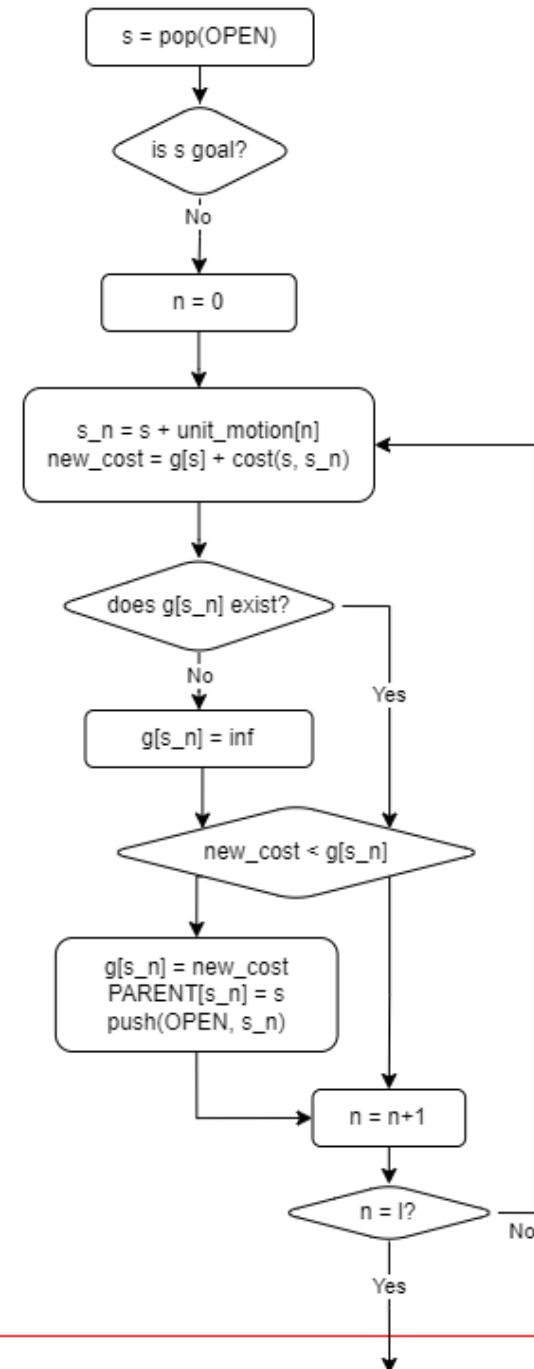 s = pop(OPEN)
is s goal?
No
n = 0
s_n = s + unit_motion[n]
new_cost = g[s] + cost(s, s_n)
does g[s_n] exist?
No
Yes
g[s_n] = inf
new_cost < g[s_n]
g[s_n] = new_cost
PARENT[s_n] = s
push(OPEN, s_n)
n = n+1
n = l?
No
Yes